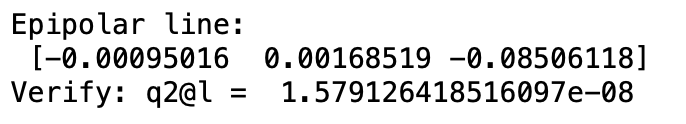 Epipolar line:
 [-0.00095016  0.00168519 -0.08506118]
Verify: q2@l =  1.579126418516097e-08